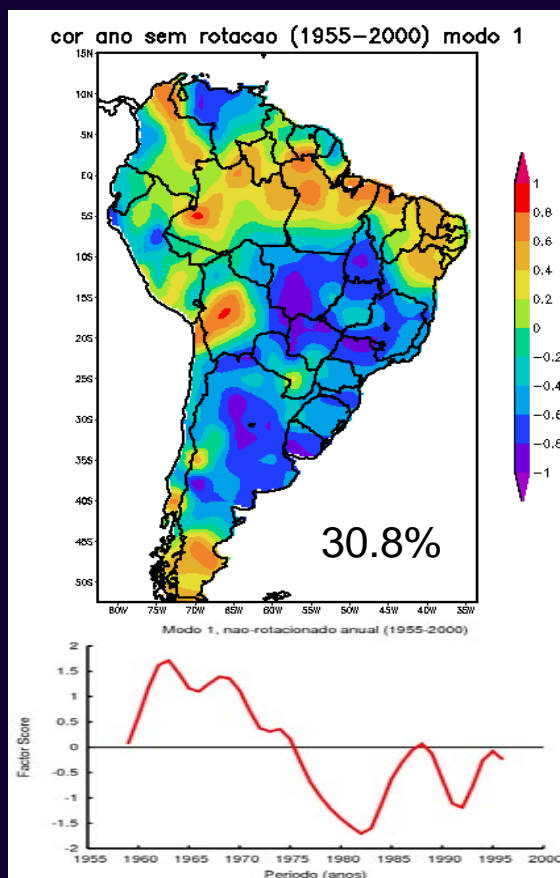 cor ano sem rotacao (1955-2000) modo 1
15N
10N
5N
EQ
5S
10S
15S
20S
25S
30S
35S
40S
45S
50S
80W 75W 70W 65W 60W 55W 50W 45W 40W 35W
1
0.8
0.6
0.4
0.2
0
-0.2
-0.4
-0.6
-0.8
-1
30.8%
Modo 1, nao-rotacionado anual (1955-2000)
2
1.5
1
0.5
0
-0.5
-1
-1.5
-2
Factor Score
1955 1960 1965 1970 1975 1980 1985 1990 1995 2000
Periodo (anos)